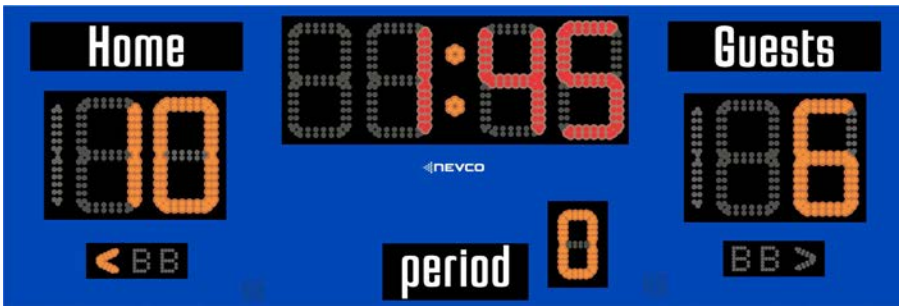 Home
1:45
Guests
10
6
NEVCO
< BB
period
0
BB >